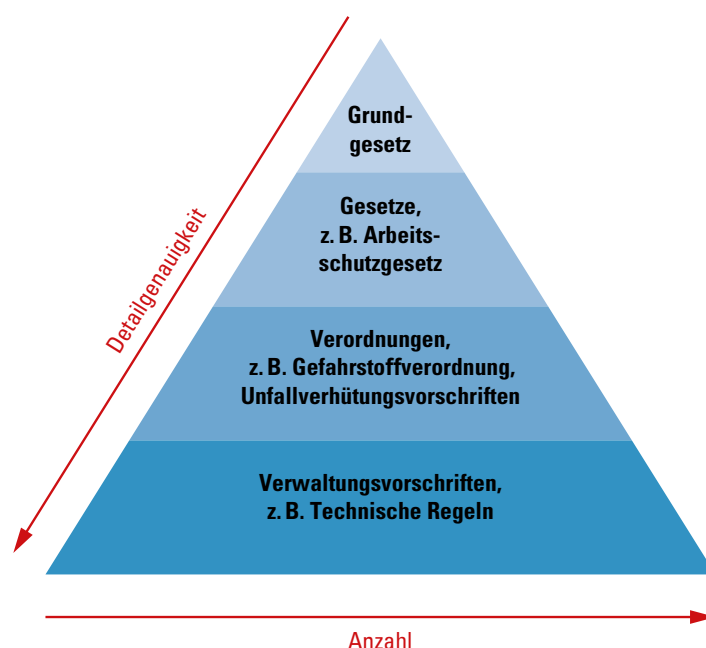 Grund-
gesetz
Gesetze,
z. B. Arbeits-
schutzgesetz
Verordnungen,
z. B. Gefahrstoffverordnung,
Unfallverhütungsvorschriften
Verwaltungsvorschriften,
z. B. Technische Regeln
Detailgenauigkeit
Anzahl